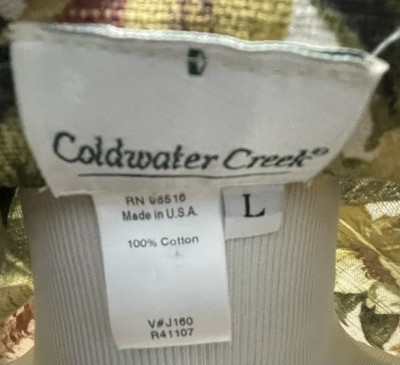 Coldwater Creek®
L
RN 98516
Made in U.S.A.
100% Cotton
V#J160
R41107